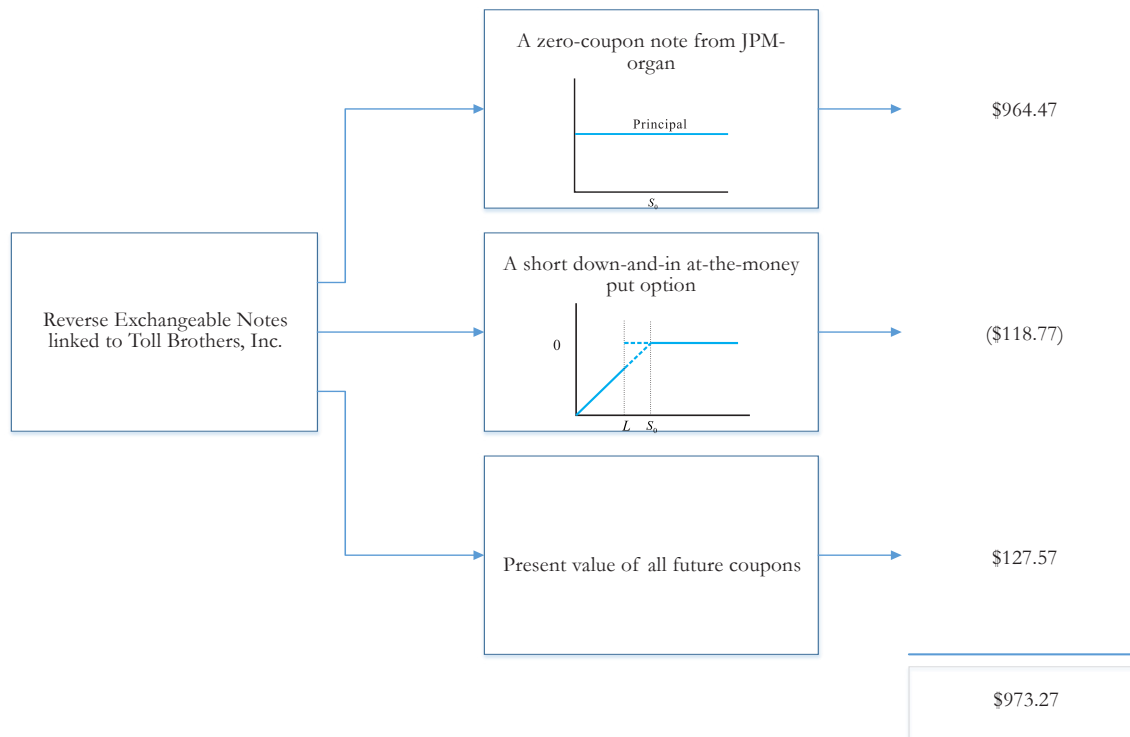 A zero-coupon note from JPM-
organ
Principal
S₀
$964.47
Reverse Exchangeable Notes
linked to Toll Brothers, Inc.
A short down-and-in at-the-money
put option
0
L S₀
($118.77)
Present value of all future coupons
$127.57
$973.27